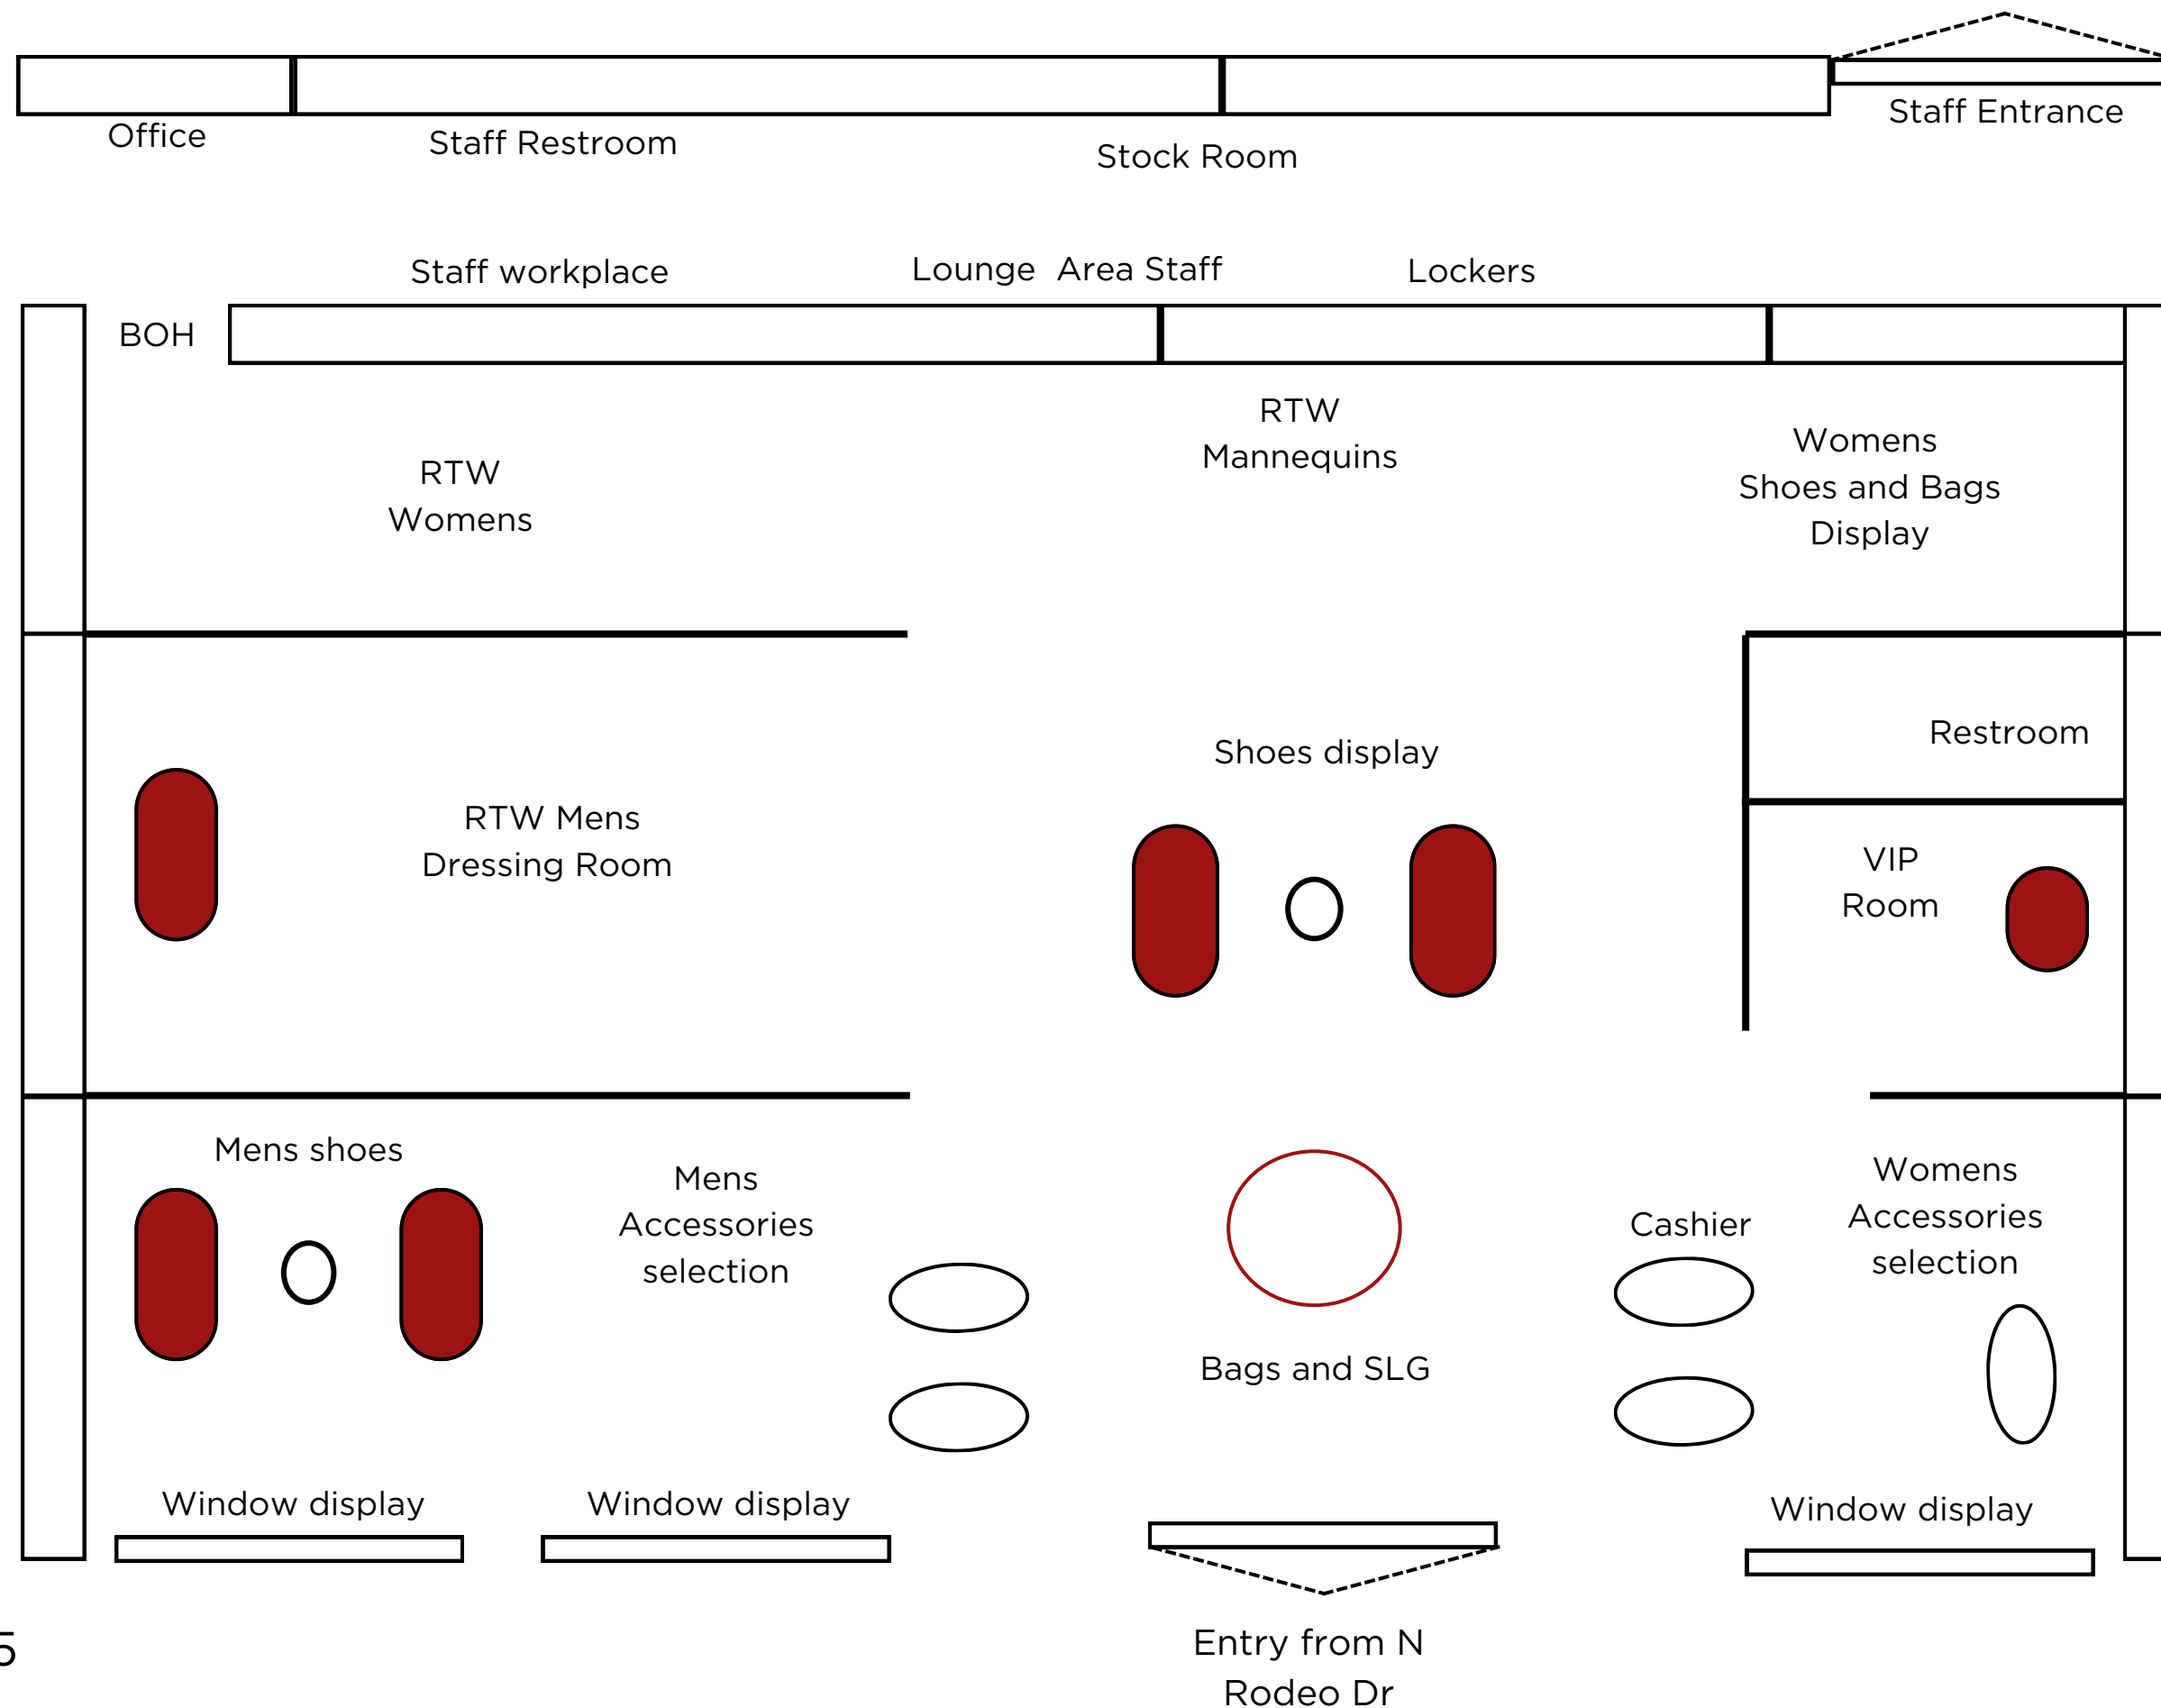 Office
Staff Restroom
Stock Room
Staff Entrance
Staff workplace
Lounge  Area Staff
Lockers
BOH
RTW
Womens
RTW
Mannequins
Womens
Shoes and Bags
Display
RTW Mens
Dressing Room
Shoes display
Restroom
VIP
Room
Mens shoes
Mens
Accessories
selection
Bags and SLG
Cashier
Womens
Accessories
selection
Window display
Window display
Window display
Entry from N
Rodeo Dr
5